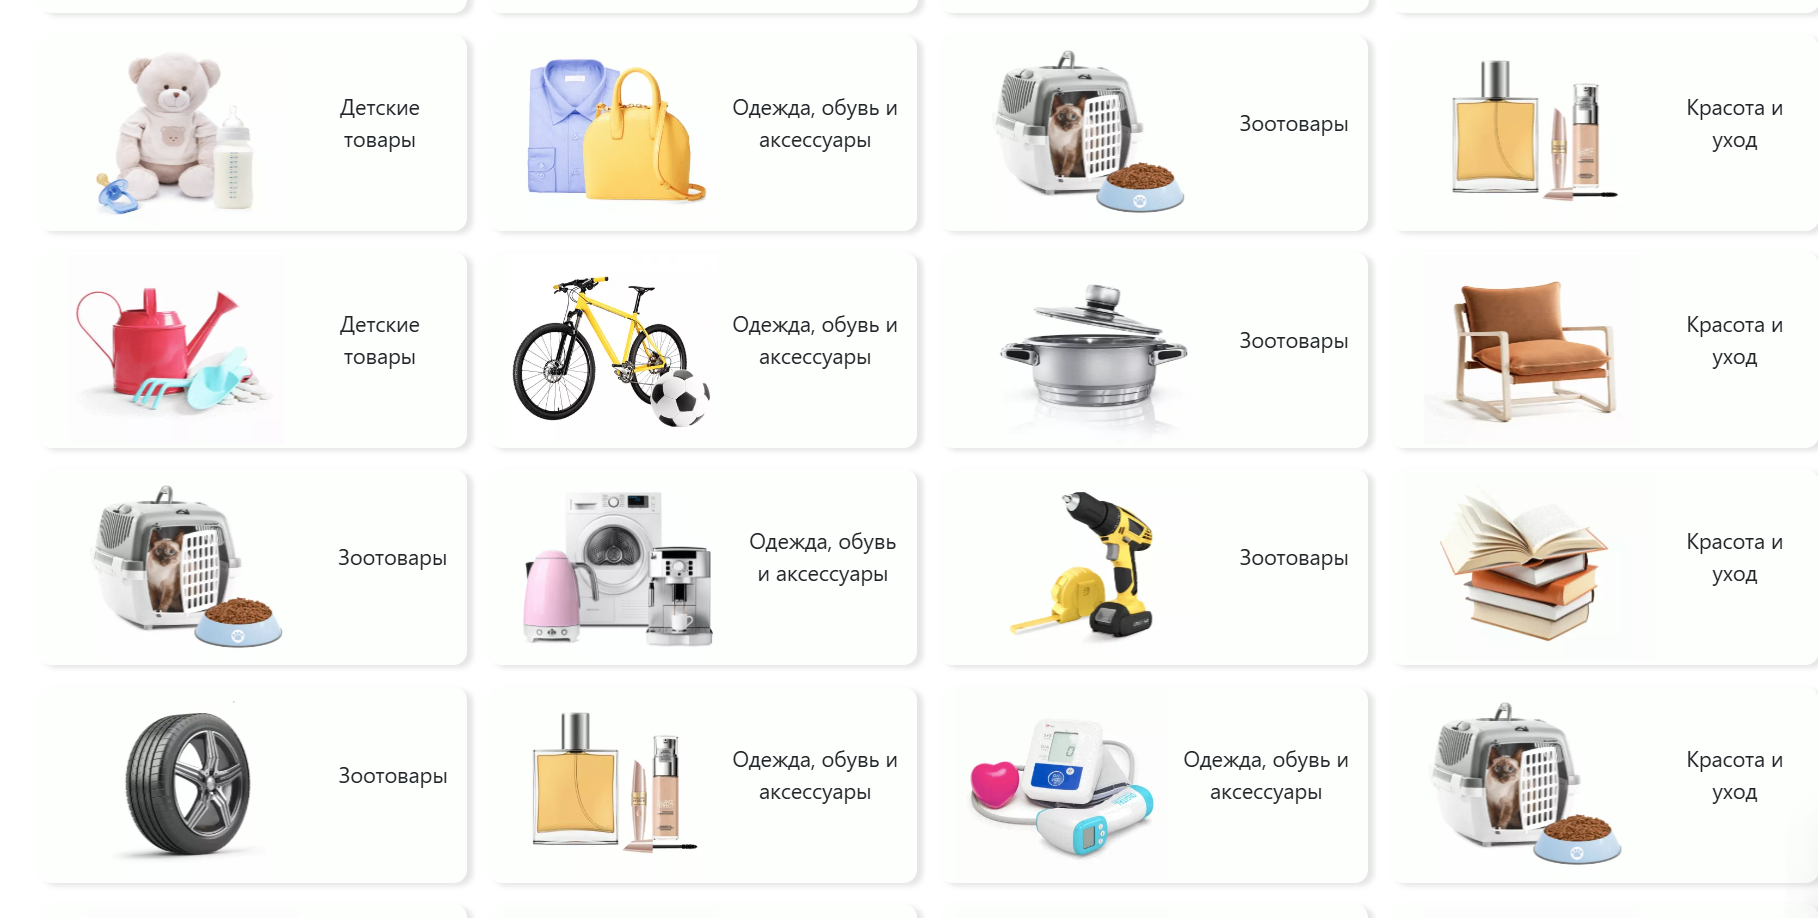 Детские
товары
Одежда, обувь и
аксессуары
Зоотовары
Красота и
уход
Детские
товары
Одежда, обувь и
аксессуары
Зоотовары
Красота и
уход
Зоотовары
Одежда, обувь
и аксессуары
Зоотовары
Красота и
уход
Зоотовары
Одежда, обувь и
аксессуары
Одежда, обувь и
аксессуары
Красота и
уход